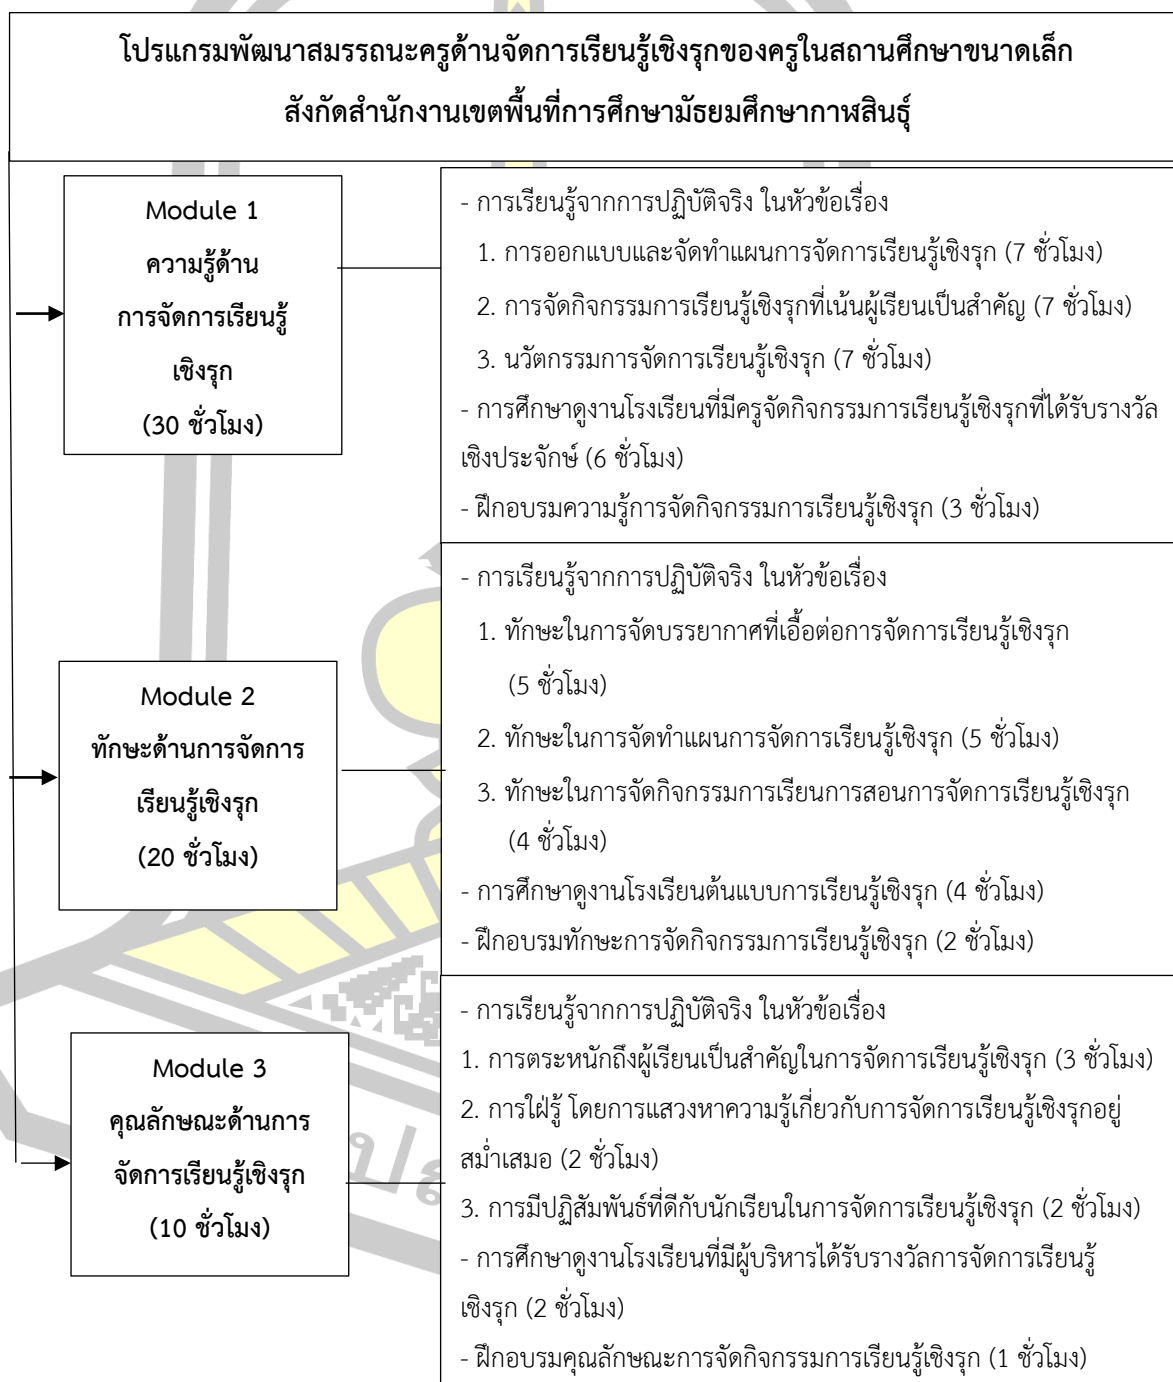 โปรแกรมพัฒนาสมรรถนะครูด้านจัดการเรียนรู้เชิงรุกของครูในสถานศึกษาขนาดเล็ก
สังกัดสำนักงานเขตพื้นที่การศึกษามัธยมศึกษากาฬสินธุ์
Module 1
ความรู้ด้าน
การจัดการเรียนรู้
เชิงรุก
(30 ชั่วโมง)
- การเรียนรู้จากการปฏิบัติจริง ในหัวข้อเรื่อง
1. การออกแบบและจัดทำแผนการจัดการเรียนรู้เชิงรุก (7 ชั่วโมง)
2. การจัดกิจกรรมการเรียนรู้เชิงรุกที่เน้นผู้เรียนเป็นสำคัญ (7 ชั่วโมง)
3. นวัตกรรมการจัดการเรียนรู้เชิงรุก (7 ชั่วโมง)
- การศึกษาดูงานโรงเรียนที่มีครูจัดกิจกรรมการเรียนรู้เชิงรุกที่ได้รับรางวัล
เชิงประจักษ์ (6 ชั่วโมง)
- ฝึกอบรมความรู้การจัดกิจกรรมการเรียนรู้เชิงรุก (3 ชั่วโมง)
Module 2
ทักษะด้านการจัดการ
เรียนรู้เชิงรุก
(20 ชั่วโมง)
- การเรียนรู้จากการปฏิบัติจริง ในหัวข้อเรื่อง
1. ทักษะในการจัดบรรยากาศที่เอื้อต่อการจัดการเรียนรู้เชิงรุก
(5 ชั่วโมง)
2. ทักษะในการจัดทำแผนการจัดการเรียนรู้เชิงรุก (5 ชั่วโมง)
3. ทักษะในการจัดกิจกรรมการเรียนการสอนการจัดการเรียนรู้เชิงรุก
(4 ชั่วโมง)
- การศึกษาดูงานโรงเรียนต้นแบบการเรียนรู้เชิงรุก (4 ชั่วโมง)
- ฝึกอบรมทักษะการจัดกิจกรรมการเรียนรู้เชิงรุก (2 ชั่วโมง)
Module 3
คุณลักษณะด้านการ
จัดการเรียนรู้เชิงรุก
(10 ชั่วโมง)
- การเรียนรู้จากการปฏิบัติจริง ในหัวข้อเรื่อง
1. การตระหนักถึงผู้เรียนเป็นสำคัญในการจัดการเรียนรู้เชิงรุก (3 ชั่วโมง)
2. การใฝ่รู้ โดยการแสวงหาความรู้เกี่ยวกับการจัดการเรียนรู้เชิงรุกอยู่
สม่ำเสมอ (2 ชั่วโมง)
3. การมีปฏิสัมพันธ์ที่ดีกับนักเรียนในการจัดการเรียนรู้เชิงรุก (2 ชั่วโมง)
- การศึกษาดูงานโรงเรียนที่มีผู้บริหารได้รับรางวัลการจัดการเรียนรู้
เชิงรุก (2 ชั่วโมง)
- ฝึกอบรมคุณลักษณะการจัดกิจกรรมการเรียนรู้เชิงรุก (1 ชั่วโมง)